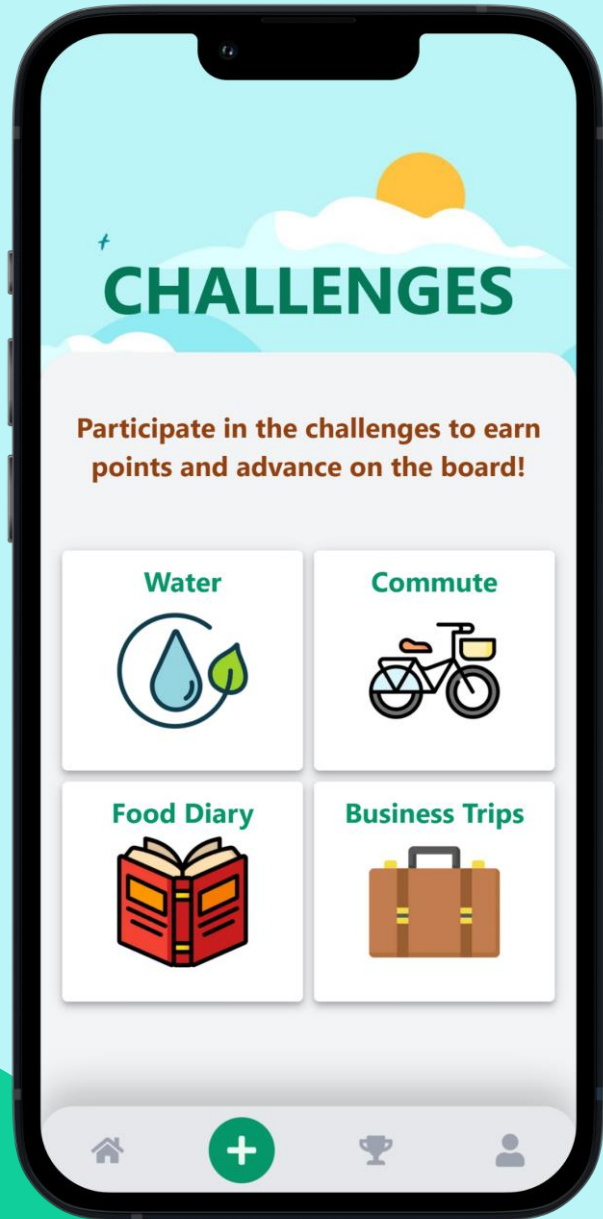 CHALLENGES
Participate in the challenges to earn
points and advance on the board!
Water
Commute
Food Diary
Business Trips